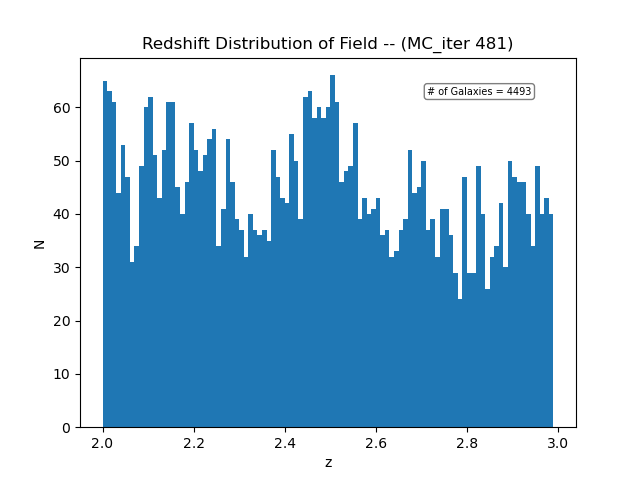 Redshift Distribution of Field -- (MC_iter 481)
# of Galaxies = 4493
60
50
40
30
20
10
0
N
2.0 2.2 2.4 2.6 2.8 3.0
z